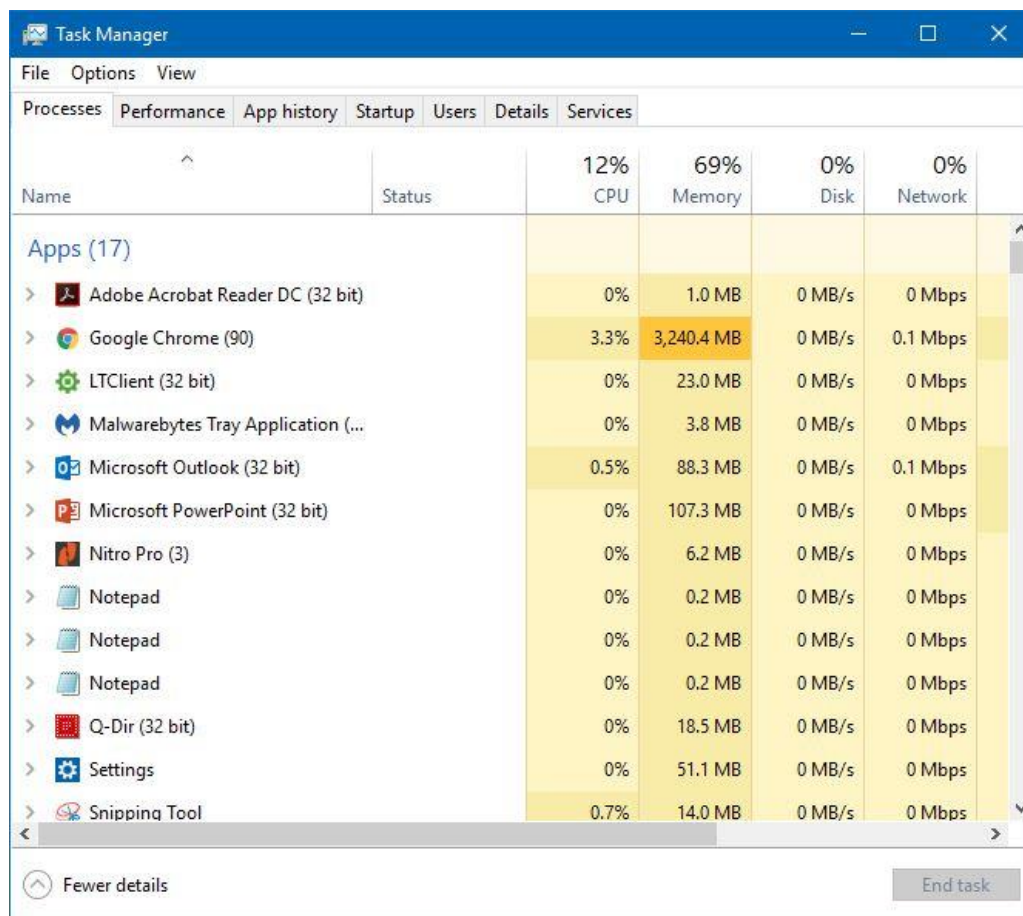 Task Manager
File Options View
Processes Performance App history Startup Users Details Services
12% 69% 0% 0%
Name Status CPU Memory Disk Network
Apps (17)
Adobe Acrobat Reader DC (32 bit) 0% 1.0 MB 0 MB/s 0 Mbps
Google Chrome (90) 3.3% 3,240.4 MB 0 MB/s 0.1 Mbps
LTClient (32 bit) 0% 23.0 MB 0 MB/s 0 Mbps
Malwarebytes Tray Application (... 0% 3.8 MB 0 MB/s 0 Mbps
Microsoft Outlook (32 bit) 0.5% 88.3 MB 0 MB/s 0.1 Mbps
Microsoft PowerPoint (32 bit) 0% 107.3 MB 0 MB/s 0 Mbps
Nitro Pro (3) 0% 6.2 MB 0 MB/s 0 Mbps
Notepad 0% 0.2 MB 0 MB/s 0 Mbps
Notepad 0% 0.2 MB 0 MB/s 0 Mbps
Notepad 0% 0.2 MB 0 MB/s 0 Mbps
Q-Dir (32 bit) 0% 18.5 MB 0 MB/s 0 Mbps
Settings 0% 51.1 MB 0 MB/s 0 Mbps
Snipping Tool 0.7% 14.0 MB 0 MB/s 0 Mbps
Fewer details End task